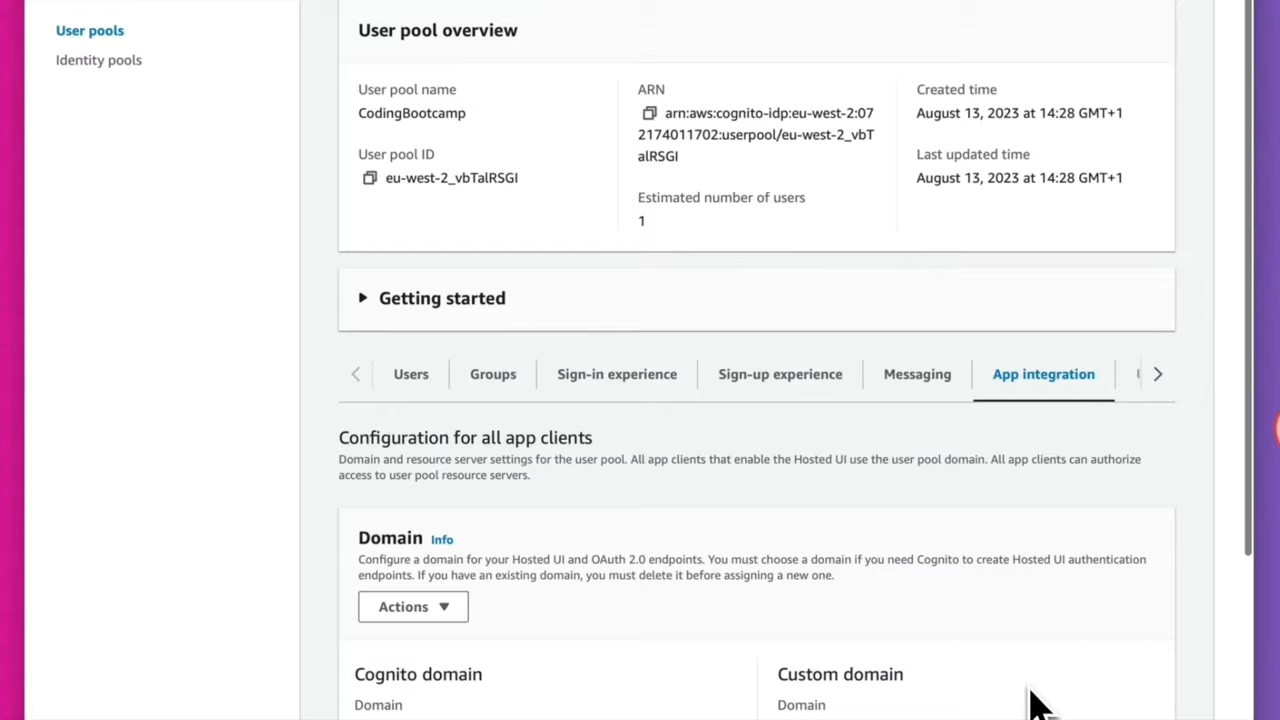 User pools
Identity pools
User pool overview
User pool name
CodingBootcamp
User pool ID
eu-west-2_vbTalRSGI
ARN
arn:aws:cognito-idp:eu-west-2:07
2174011702:userpool/eu-west-2_vbT
alRSGI
Estimated number of users
1
Created time
August 13, 2023 at 14:28 GMT+1
Last updated time
August 13, 2023 at 14:28 GMT+1
Getting started
Users
Groups
Sign-in experience
Sign-up experience
Messaging
App integration
Configuration for all app clients
Domain and resource server settings for the user pool. All app clients that enable the Hosted UI use the user pool domain. All app clients can authorize
access to user pool resource servers.
Domain Info
Configure a domain for your Hosted UI and OAuth 2.0 endpoints. You must choose a domain if you need Cognito to create Hosted UI authentication
endpoints. If you have an existing domain, you must delete it before assigning a new one.
Actions
Cognito domain
Domain
Custom domain
Domain